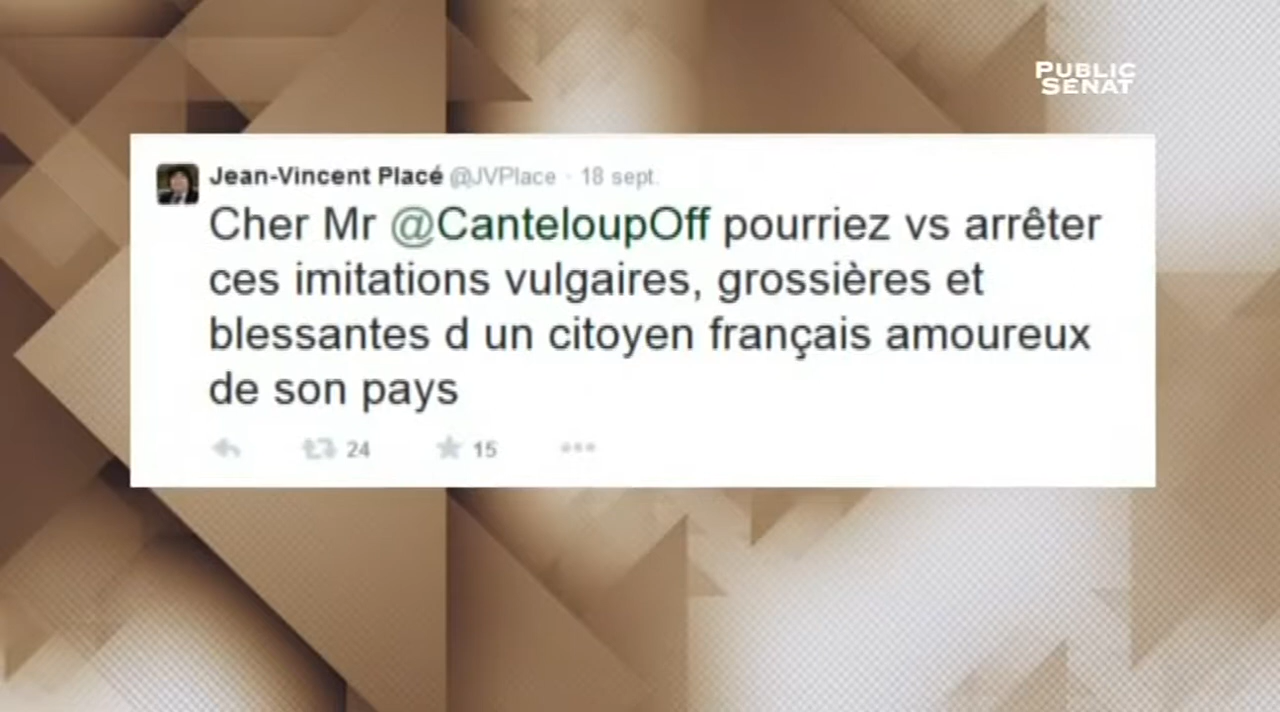 PUBLIC
SÉNAT
Jean-Vincent Placé @JVPlace · 18 sept.
Cher Mr @CanteloupOff pourriez vs arrêter
ces imitations vulgaires, grossières et
blessantes d un citoyen français amoureux
de son pays
24 15